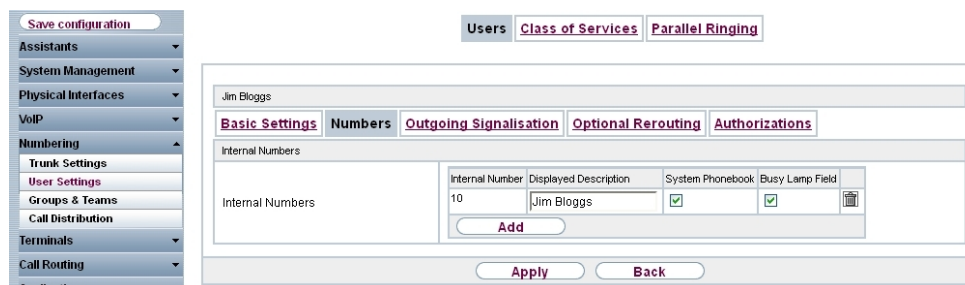 Save configuration
Assistants
System Management
Physical Interfaces
VoIP
Numbering
Trunk Settings
User Settings
Groups & Teams
Call Distribution
Terminals
Call Routing
Users Class of Services Parallel Ringing
Jim Bloggs
Basic Settings Numbers Outgoing Signalisation Optional Rerouting Authorizations
Internal Numbers
Internal Number Displayed Description System Phonebook Busy Lamp Field
Internal Numbers 10 Jim Bloggs
Add
Apply Back